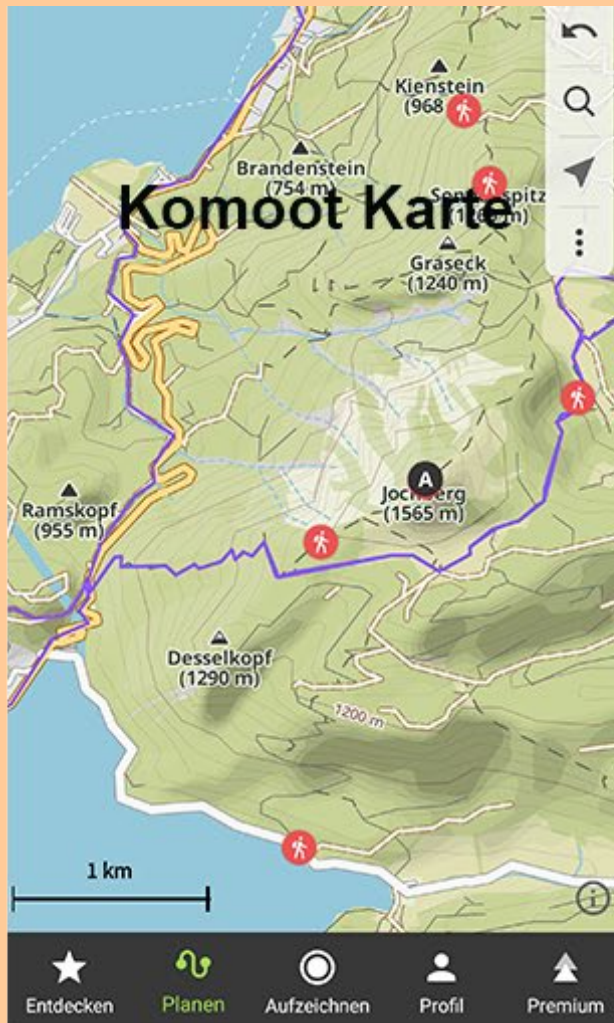 Kienstein
(968
Brandenstein
(754 m)
Komoot Karte
Graseck
(1240 m)
A
Jochberg
(1565 m)
Ramskopf
(955 m)
Desselkopf
(1290 m)
1200 m
1 km
i
Entdecken
Planen
Aufzeichnen
Profil
Premium